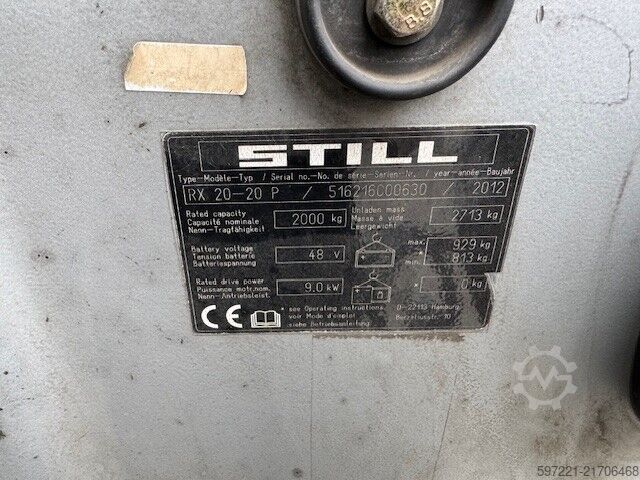 8.8
STILL
Type-Modèle-Typ / Serial no.-No. de série-Serien-Nr. / year-année-Baujahr
RX 20-20 P / 516216C00630 / 2012
Rated capacity
Capacité nominale
Nenn-Tragfähigkeit
2000 kg
Unladen mass
Masse à vide
Leergewicht
2713 kg
Battery voltage
Tension batterie
Batteriespannung
48 V
max. 929 kg
min. 813 kg
Rated drive power
Puissance motr.nom.
Nenn-Antriebsleist.
9.0 kW
* 0 kg
CE
* see Operating instructions
voir Mode d'emploi
siehe Betriebsanleitung
D-22113 Hamburg
Berzeliusstr. 10
597221-21706468